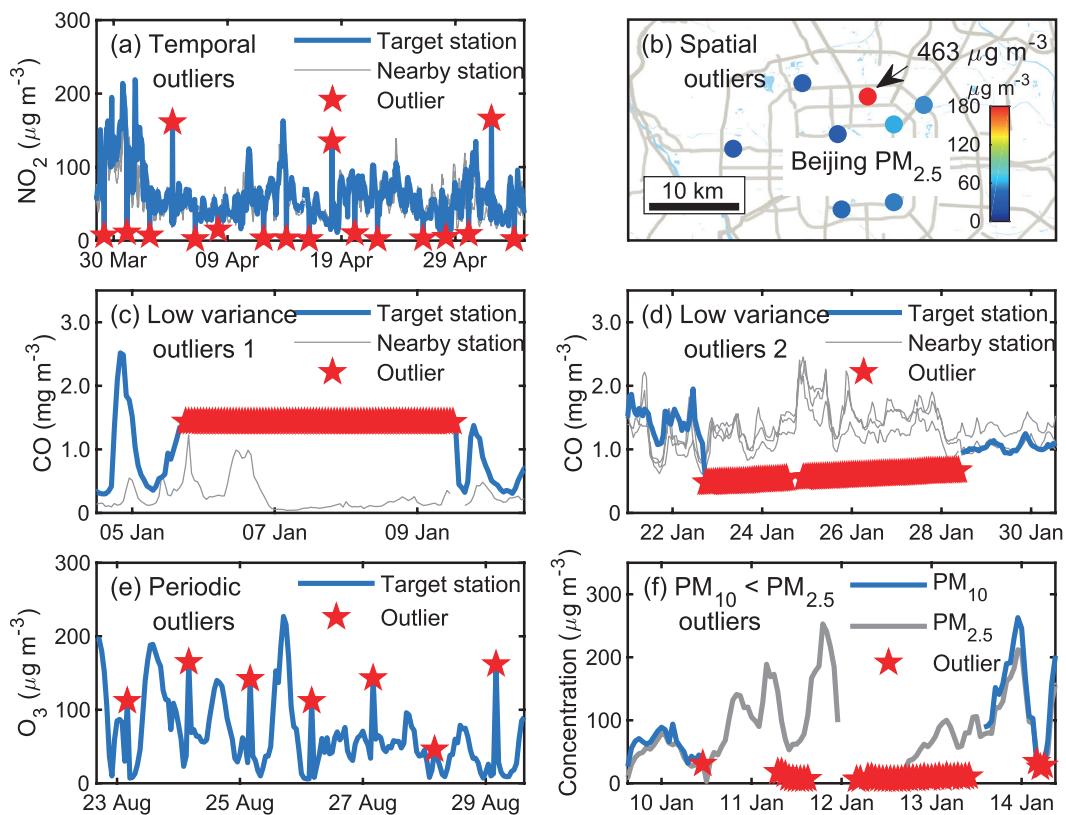 (a) Temporal
outliers
Target station
Nearby station
Outlier
300
200
100
0
NO2 (μg m-3)
30 Mar
09 Apr
19 Apr
29 Apr
(b) Spatial
outliers
463 μg m-3
μg m-3
180
120
60
0
Beijing PM2.5
10 km
(c) Low variance
outliers 1
Target station
Nearby station
Outlier
3.0
2.0
1.0
0
CO (mg m-3)
05 Jan
07 Jan
09 Jan
(d) Low variance
outliers 2
Target station
Nearby station
Outlier
3.0
2.0
1.0
0
CO (mg m-3)
22 Jan
24 Jan
26 Jan
28 Jan
30 Jan
(e) Periodic
outliers
Target station
Outlier
300
200
100
0
O3 (μg m-3)
23 Aug
25 Aug
27 Aug
29 Aug
(f) PM10 < PM2.5
outliers
PM10
PM2.5
Outlier
300
200
100
0
Concentration (μg m-3)
10 Jan
11 Jan
12 Jan
13 Jan
14 Jan